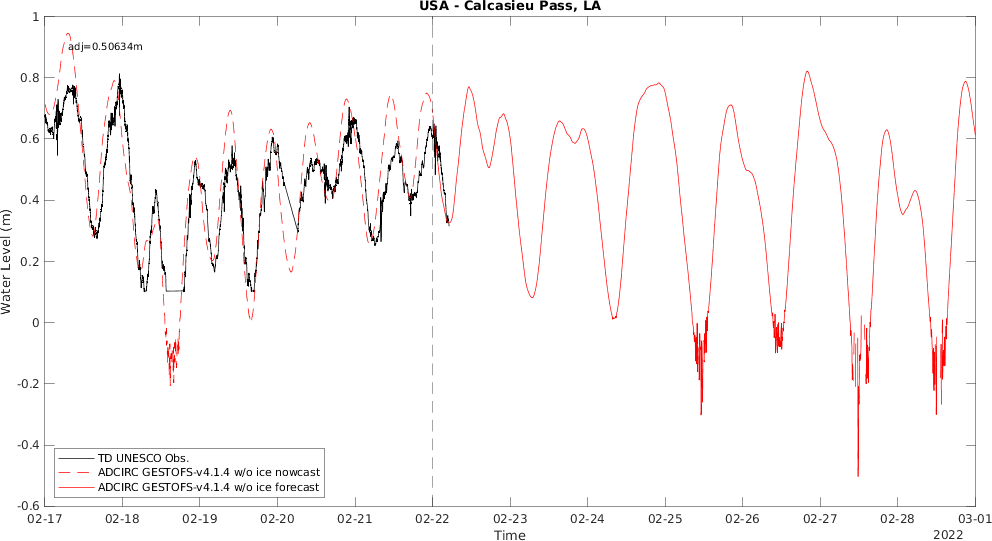 USA - Calcasieu Pass, LA
adj=0.50634m
Water Level (m)
1
0.8
0.6
0.4
0.2
0
-0.2
-0.4
-0.6
TD UNESCO Obs.
ADCIRC GESTOFS-v4.1.4 w/o ice nowcast
ADCIRC GESTOFS-v4.1.4 w/o ice forecast
02-17 02-18 02-19 02-20 02-21 02-22 02-23 02-24 02-25 02-26 02-27 02-28 03-01
Time
2022